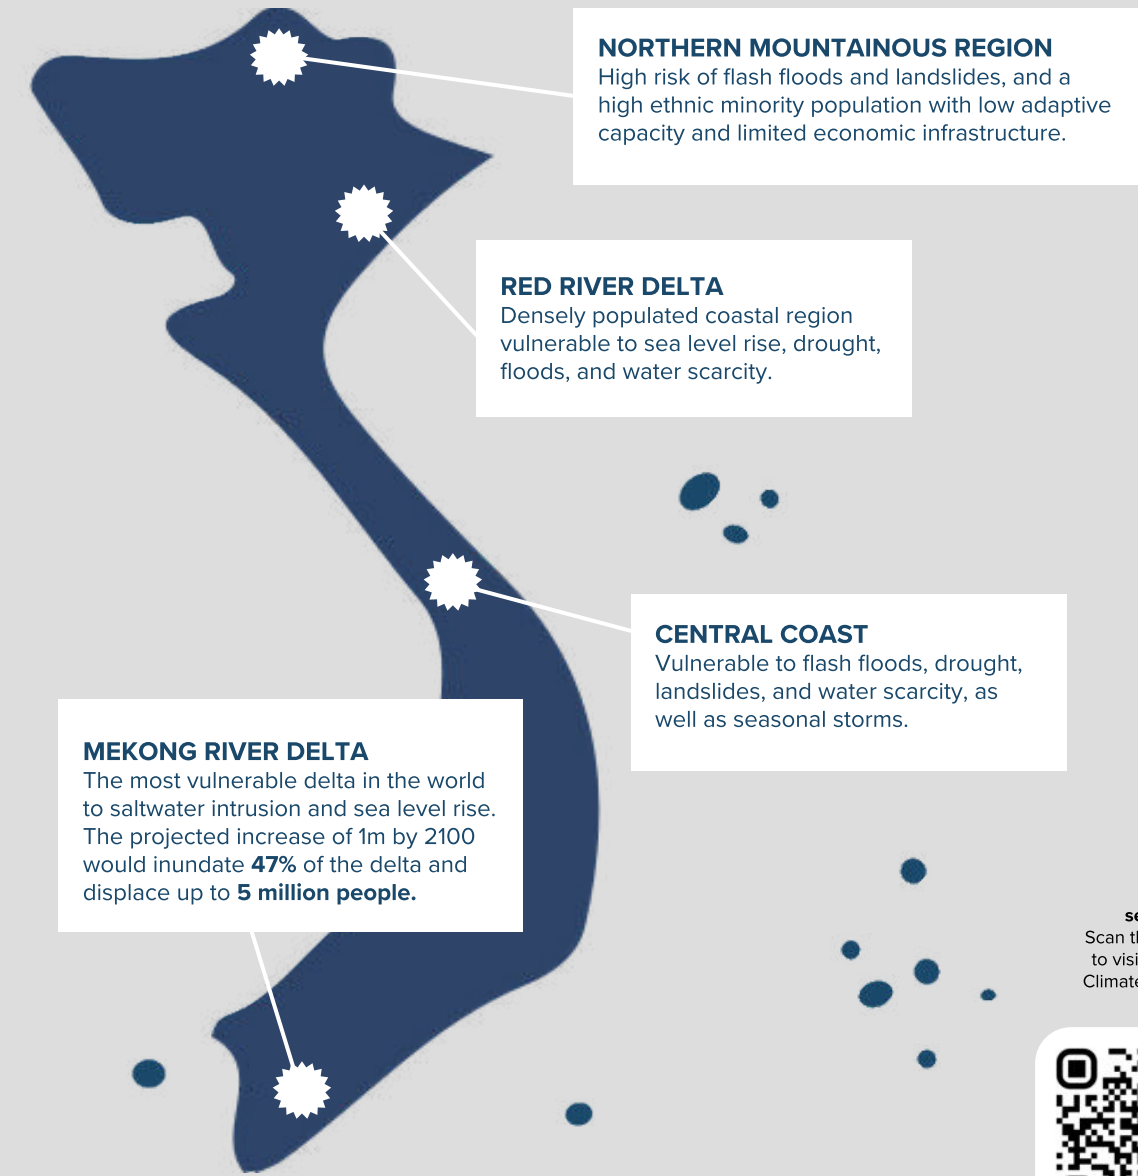 NORTHERN MOUNTAINOUS REGION
High risk of flash floods and landslides, and a
high ethnic minority population with low adaptive
capacity and limited economic infrastructure.
RED RIVER DELTA
Densely populated coastal region
vulnerable to sea level rise, drought,
floods, and water scarcity.
CENTRAL COAST
Vulnerable to flash floods, drought,
landslides, and water scarcity, as
well as seasonal storms.
MEKONG RIVER DELTA
The most vulnerable delta in the world
to saltwater intrusion and sea level rise.
The projected increase of 1m by 2100
would inundate 47% of the delta and
displace up to 5 million people.
Scan
to
Climate